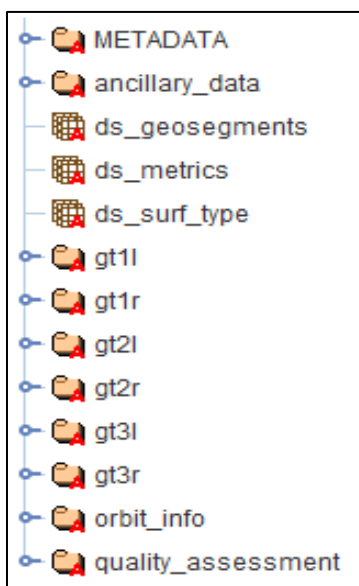 METADATA
ancillary_data
ds_geosegments
ds_metrics
ds_surf_type
gt1l
gt1r
gt2l
gt2r
gt3l
gt3r
orbit_info
quality_assessment